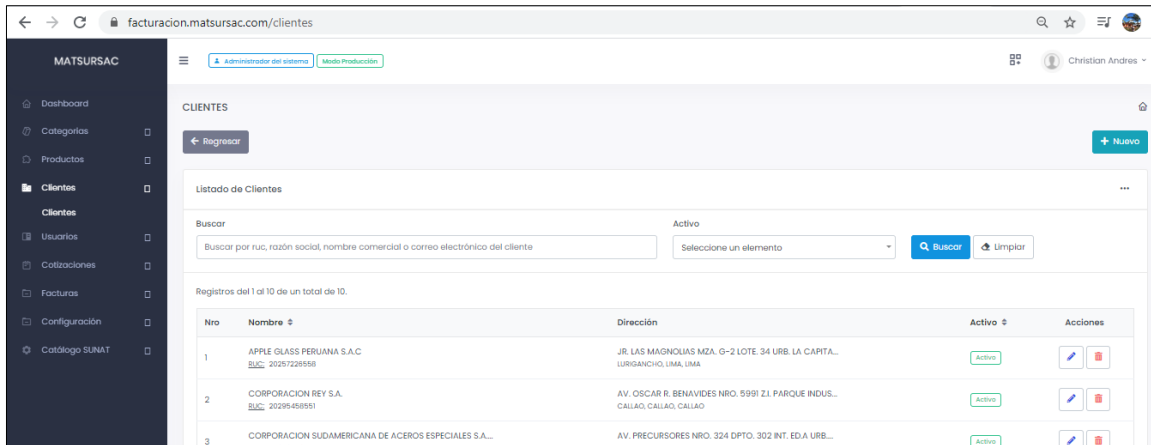 facturacion.matsursac.com/clientes
MATSURSAC
Administrador del sistema
Modo Producción
Christian Andres
Dashboard
Categorias
Productos
Clientes
Clientes
Usuarios
Cotizaciones
Facturas
Configuración
Catálogo SUNAT
CLIENTES
Regresar
Nuevo
Listado de Clientes
Buscar
Activo
Buscar por ruc, razón social, nombre comercial o correo electrónico del cliente
Seleccione un elemento
Buscar
Limpiar
Registros del 1 al 10 de un total de 10.
Nro Nombre Dirección Activo Acciones
1 APPLE GLASS PERUANA S.A.C JR. LAS MAGNOLIAS MZA. G-2 LOTE. 34 URB. LA CAPITA... Activo
RUC: 20257226556 LURIGANCHO, LIMA, LIMA
2 CORPORACION REY S.A. AV. OSCAR R. BENAVIDES NRO. 5991 Z.I. PARQUE INDUS... Activo
RUC: 20295456551 CALLAO, CALLAO, CALLAO
3 CORPORACION SUDAMERICANA DE ACEROS ESPECIALES S.A.... AV. PRECURSORES NRO. 324 DPTO. 302 INT. ED.A URB.... Activo